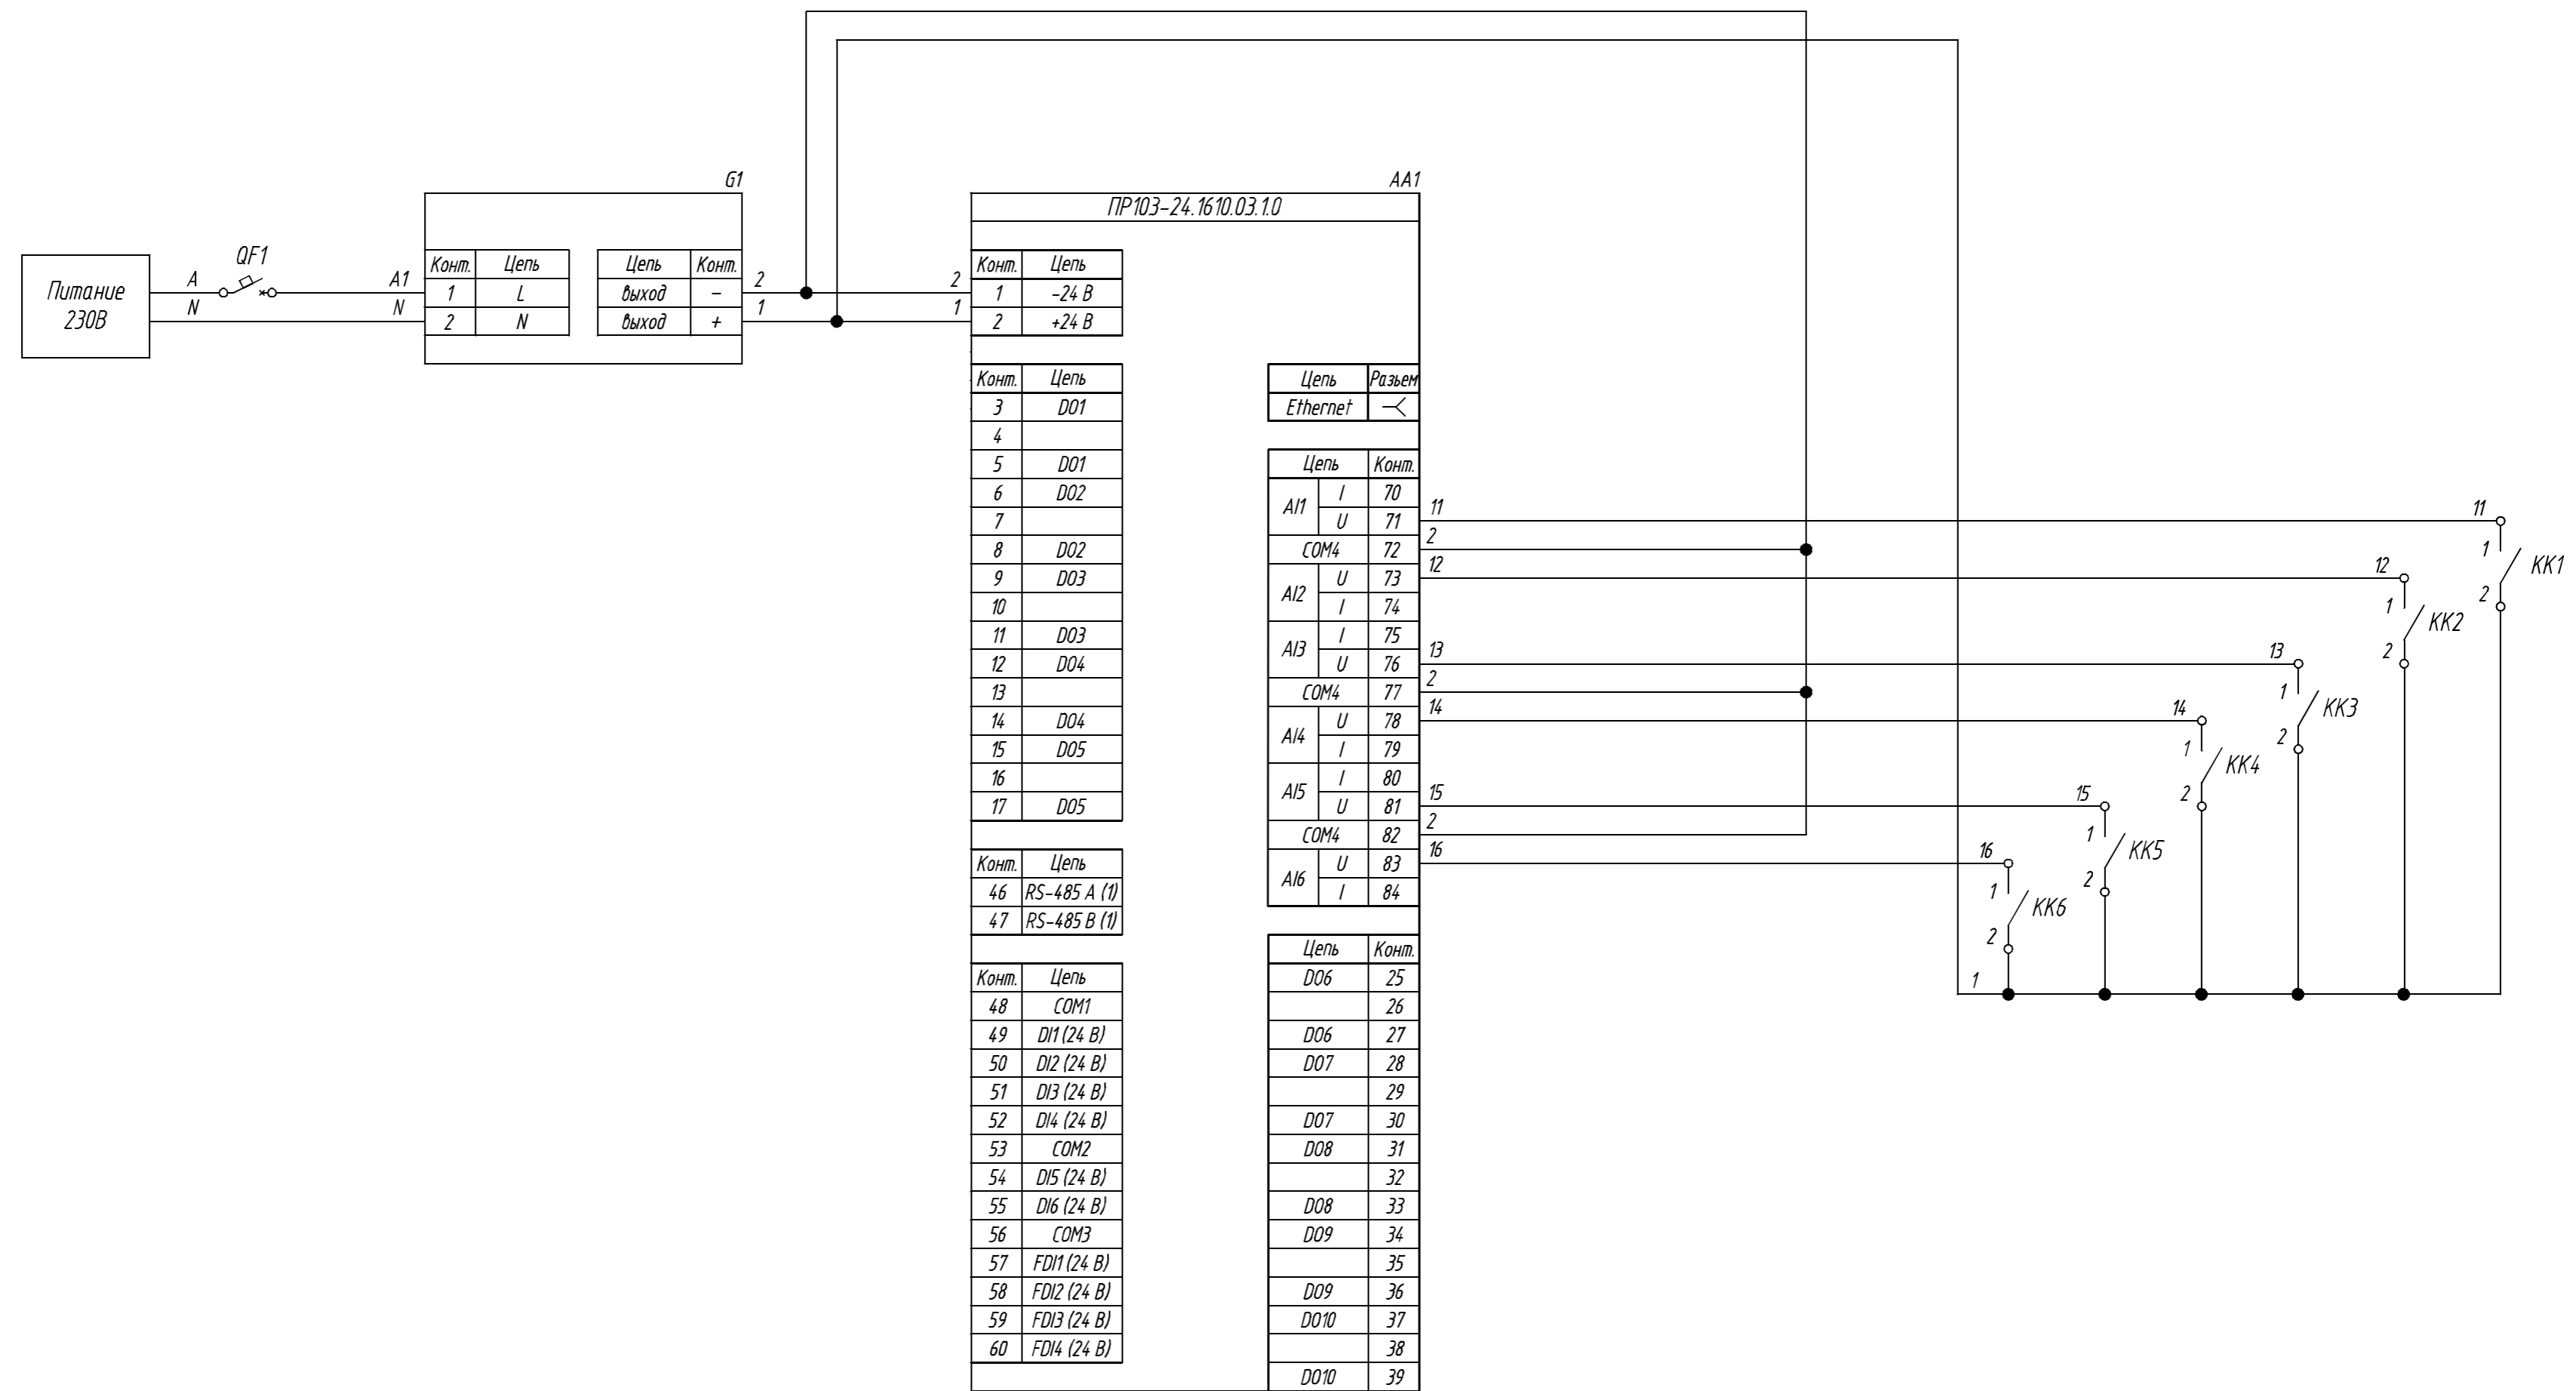 Питание
230В
A
N
QF1
A1
N
G1
Конт. Цепь
1 L
2 N
Цепь Конт.
выход –
выход +
2
1
2
1
AA1
ПР103-24.1610.03.1.0
Конт. Цепь
1 -24 В
2 +24 В
Конт. Цепь
3 DO1
4
5 DO1
6 DO2
7
8 DO2
9 DO3
10
11 DO3
12 DO4
13
14 DO4
15 DO5
16
17 DO5
Конт. Цепь
46 RS-485 A (1)
47 RS-485 B (1)
Конт. Цепь
48 COM1
49 DI1 (24 В)
50 DI2 (24 В)
51 DI3 (24 В)
52 DI4 (24 В)
53 COM2
54 DI5 (24 В)
55 DI6 (24 В)
56 COM3
57 FDI1 (24 В)
58 FDI2 (24 В)
59 FDI3 (24 В)
60 FDI4 (24 В)
Цепь Разьем
Ethernet
Цепь Конт.
AI1 I 70
U 71
COM4 72
AI2 U 73
I 74
AI3 I 75
U 76
COM4 77
AI4 U 78
I 79
AI5 I 80
U 81
COM4 82
AI6 U 83
I 84
Цепь Конт.
DO6 25
26
DO6 27
DO7 28
29
DO7 30
DO8 31
32
DO8 33
DO9 34
35
DO9 36
DO10 37
38
DO10 39
11
2
12
13
2
14
15
2
16
11
1
KK1
2
12
1
KK2
2
13
1
KK3
2
14
1
KK4
2
15
1
KK5
2
16
1
KK6
2
1